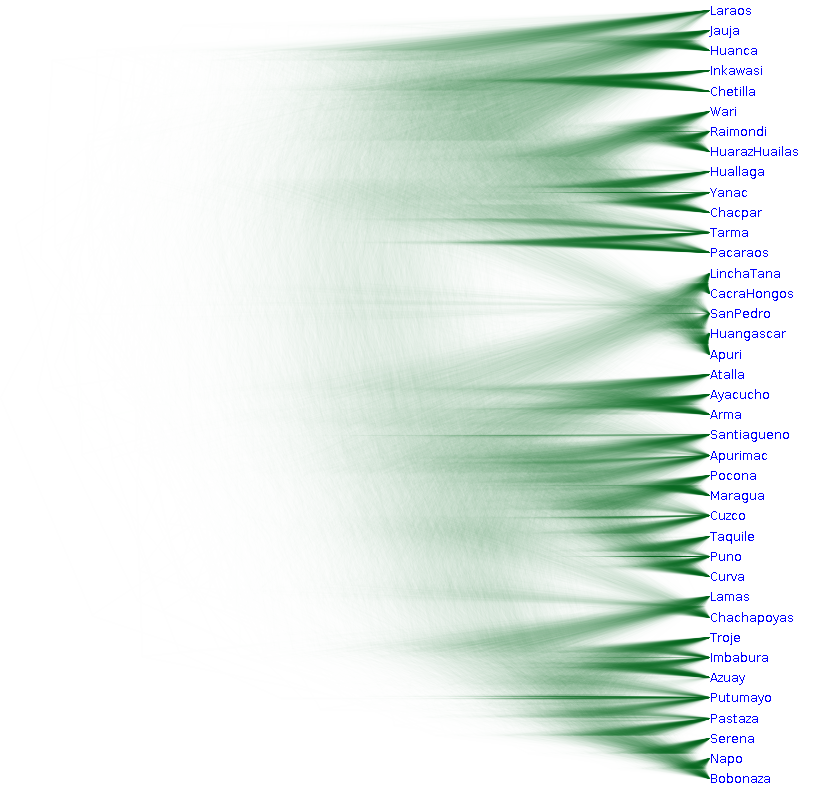 Laraos
Jauja
Huanca
Inkawasi
Chetilla
Wari
Raimondi
HuarazHuailas
Huallaga
Yanac
Chacpar
Tarma
Pacaraos
LinchaTana
CacraHongos
SanPedro
Huangascar
Apuri
Atalla
Ayacucho
Arma
Santiagueno
Apurimac
Pocona
Maragua
Cuzco
Taquile
Puno
Curva
Lamas
Chachapoyas
Troje
Imbabura
Azuay
Putumayo
Pastaza
Serena
Napo
Bobonaza